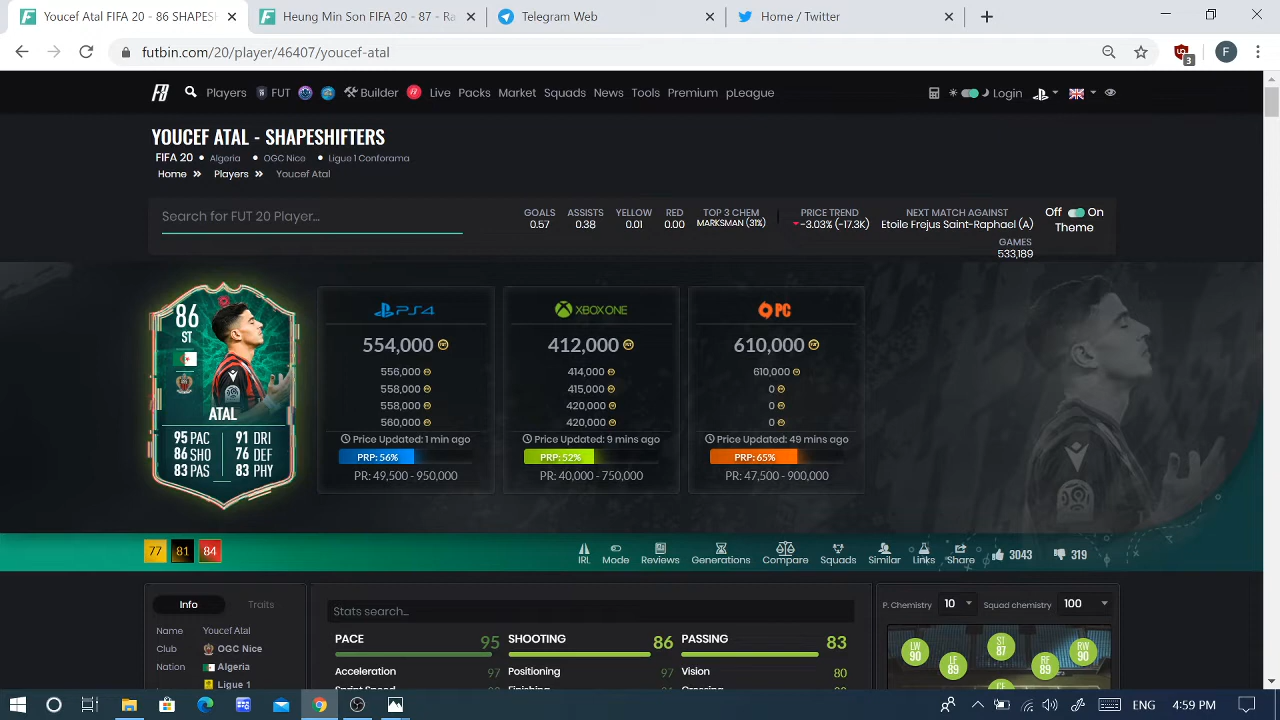 Youcef Atal FIFA 20 - 86 SHAPESH
Heung Min Son FIFA 20 - 87 - Ra
Telegram Web
Home / Twitter
futbin.com/20/player/46407/youcef-atal
3
F
Players FUT Builder Live Packs Market Squads News Tools Premium pLeague Login
YOUCEF ATAL - SHAPESHIFTERS
FIFA 20 • Algeria • OGC Nice • Ligue 1 Conforama
Home » Players » Youcef Atal
Search for FUT 20 Player...
GOALS ASSISTS YELLOW RED TOP 3 CHEM PRICE TREND NEXT MATCH AGAINST Off On
0.57 0.38 0.01 0.00 MARKSMAN (31%) -3.03% (-17.3K) Etoile Frejus Saint-Raphael (A) Theme
GAMES
533,189
86
ST
ATAL
95 PAC 91 DRI
86 SHO 76 DEF
83 PAS 83 PHY
PS4
554,000
556,000
558,000
558,000
560,000
Price Updated: 1 min ago
PRP: 56%
PR: 49,500 - 950,000
XBOX ONE
412,000
414,000
415,000
420,000
420,000
Price Updated: 9 mins ago
PRP: 52%
PR: 40,000 - 750,000
PC
610,000
610,000
0
0
0
Price Updated: 49 mins ago
PRP: 65%
PR: 47,500 - 900,000
77 81 84
IRL Mode Reviews Generations Compare Squads Similar Links Share 3043 319
Info Traits
Name Youcef Atal
Club OGC Nice
Nation Algeria
Ligue 1
Stats search...
PACE 95 SHOOTING 86 PASSING 83
Acceleration 97 Positioning 97 Vision 80
P. Chemistry 10 Squad chemistry 100
LW 90
ST 87
RW 90
LF 89
RF 89
ENG 4:59 PM